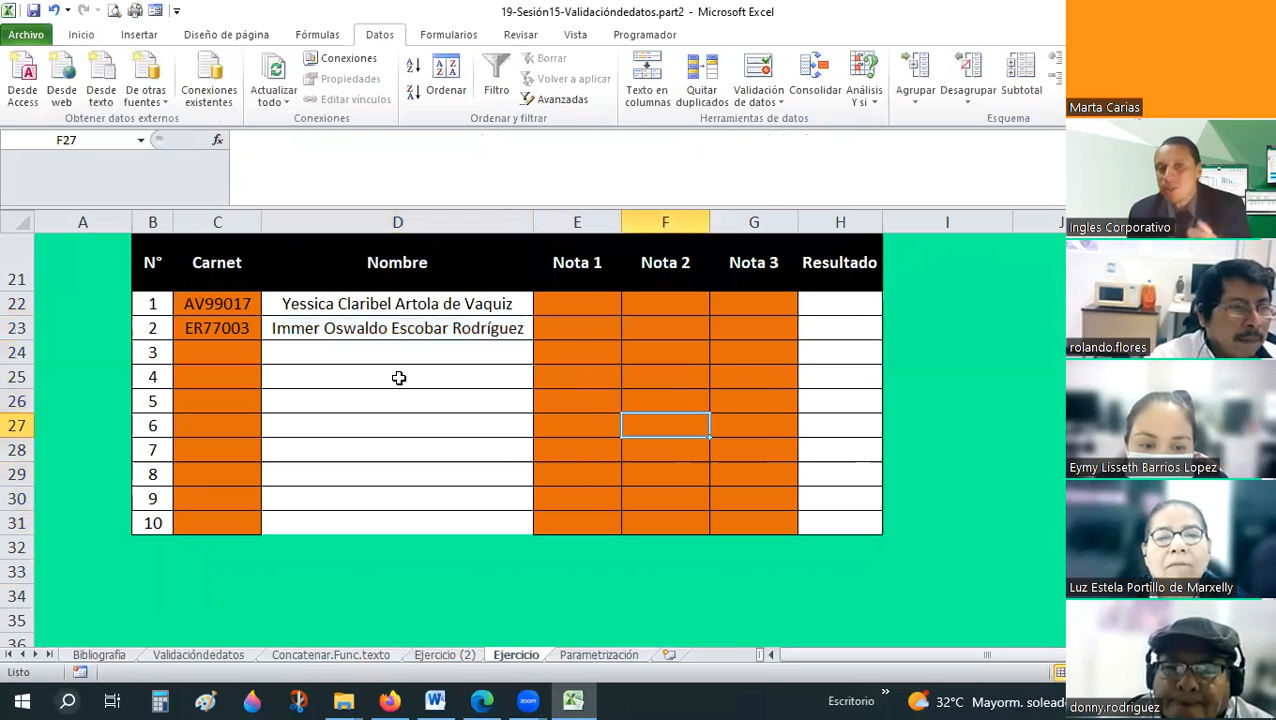 19-Sesión15-Validacióndedatos.part2 - Microsoft Excel
Archivo Inicio Insertar Diseño de página Fórmulas Datos Formularios Revisar Vista Programador
Desde Access
Desde web
Desde texto
De otras fuentes
Conexiones existentes
Obtener datos externos
Actualizar todo
Conexiones
Propiedades
Editar vínculos
Conexiones
Ordenar
Filtro
Borrar
Volver a aplicar
Avanzadas
Ordenar y filtrar
Texto en columnas
Quitar duplicados
Validación de datos
Consolidar
Análisis Y si
Herramientas de datos
Agrupar
Desagrupar
Subtotal
Esquema
F27 fx
A B C D E F G H I J
21 N° Carnet Nombre Nota 1 Nota 2 Nota 3 Resultado
22 1 AV99017 Yessica Claribel Artola de Vaquiz
23 2 ER77003 Immer Oswaldo Escobar Rodríguez
24 3
25 4
26 5
27 6
28 7
29 8
30 9
31 10
32
33
34
35
36
Bibliografía Validacióndedatos Concatenar.Func.texto Ejercicio (2) Ejercicio Parametrización
Listo
Escritorio » 32°C Mayorm. soleado
zoom
Marta Carias
Ingles Corporativo
rolando.flores
Eymy Lisseth Barrios Lopez
Luz Estela Portillo de Marxelly
donny.rodriguez